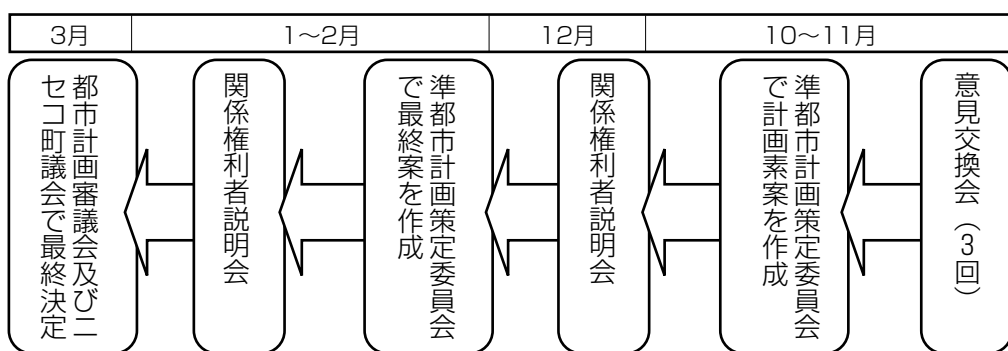 3月
1～2月
12月
10～11月
意見交換会（3回）
準都市計画策定委員会
で計画素案を作成
関係権利者説明会
準都市計画策定委員会
で最終案を作成
関係権利者説明会
都市計画審議会及び二
セコ町議会で最終決定